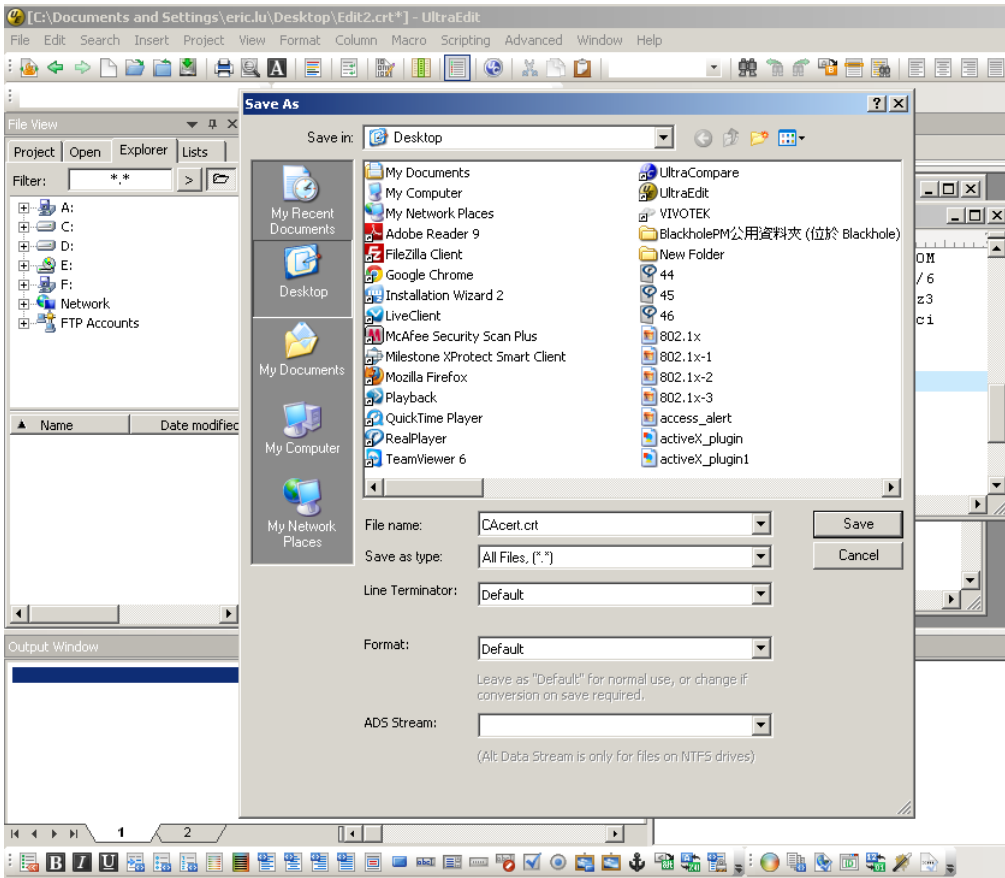 [C:\Documents and Settings\eric.lu\Desktop\Edit2.crt*] - UltraEdit
File Edit Search Insert Project View Format Column Macro Scripting Advanced Window Help
File View
Project Open Explorer Lists
Filter: *.* >
A:
C:
D:
E:
F:
Network
FTP Accounts
Name Date modified
Output Window
1 2
Save As
Save in: Desktop
My Recent Documents
Desktop
My Documents
My Computer
My Network Places
My Documents
My Computer
My Network Places
Adobe Reader 9
FileZilla Client
Google Chrome
Installation Wizard 2
LiveClient
McAfee Security Scan Plus
Milestone XProtect Smart Client
Mozilla Firefox
Playback
QuickTime Player
RealPlayer
TeamViewer 6
UltraCompare
UltraEdit
VIVOTEK
BlackholePM公用資料夾 (位於 Blackhole)
New Folder
44
45
46
802.1x
802.1x-1
802.1x-2
802.1x-3
access_alert
activeX_plugin
activeX_plugin1
File name: CAcert.crt Save
Save as type: All Files, (*.*) Cancel
Line Terminator: Default
Format: Default
Leave as "Default" for normal use, or change if
conversion on save required.
ADS Stream:
(Alt Data Stream is only for files on NTFS drives)
OM
/6
z3
ci
B I U